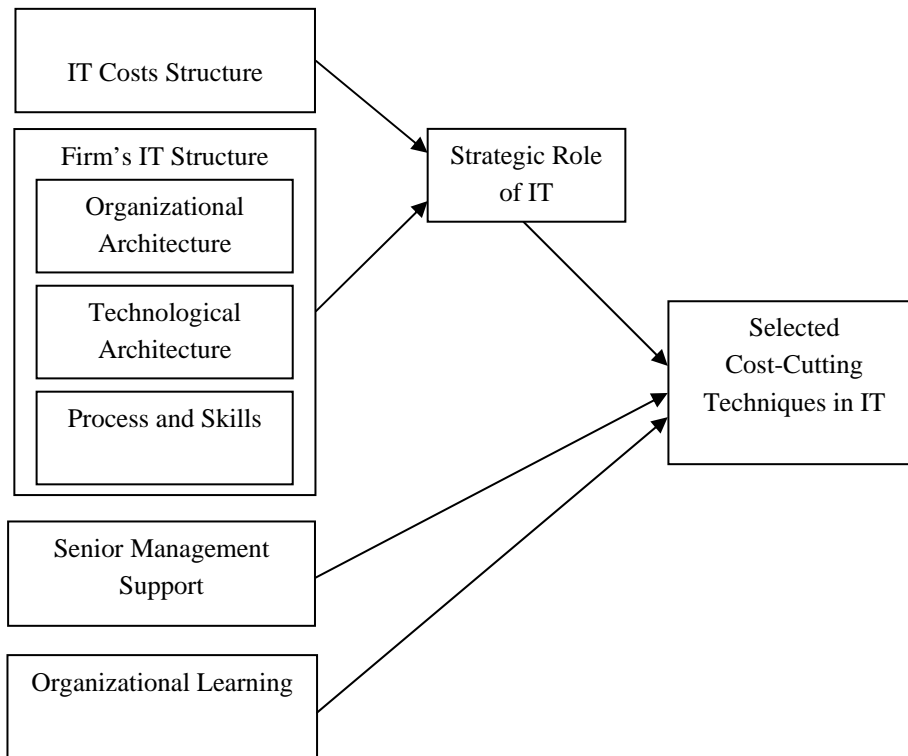 IT Costs Structure
Firm’s IT Structure
Organizational
Architecture
Technological
Architecture
Process and Skills
Senior Management
Support
Organizational Learning
Strategic Role
of IT
Selected
Cost-Cutting
Techniques in IT